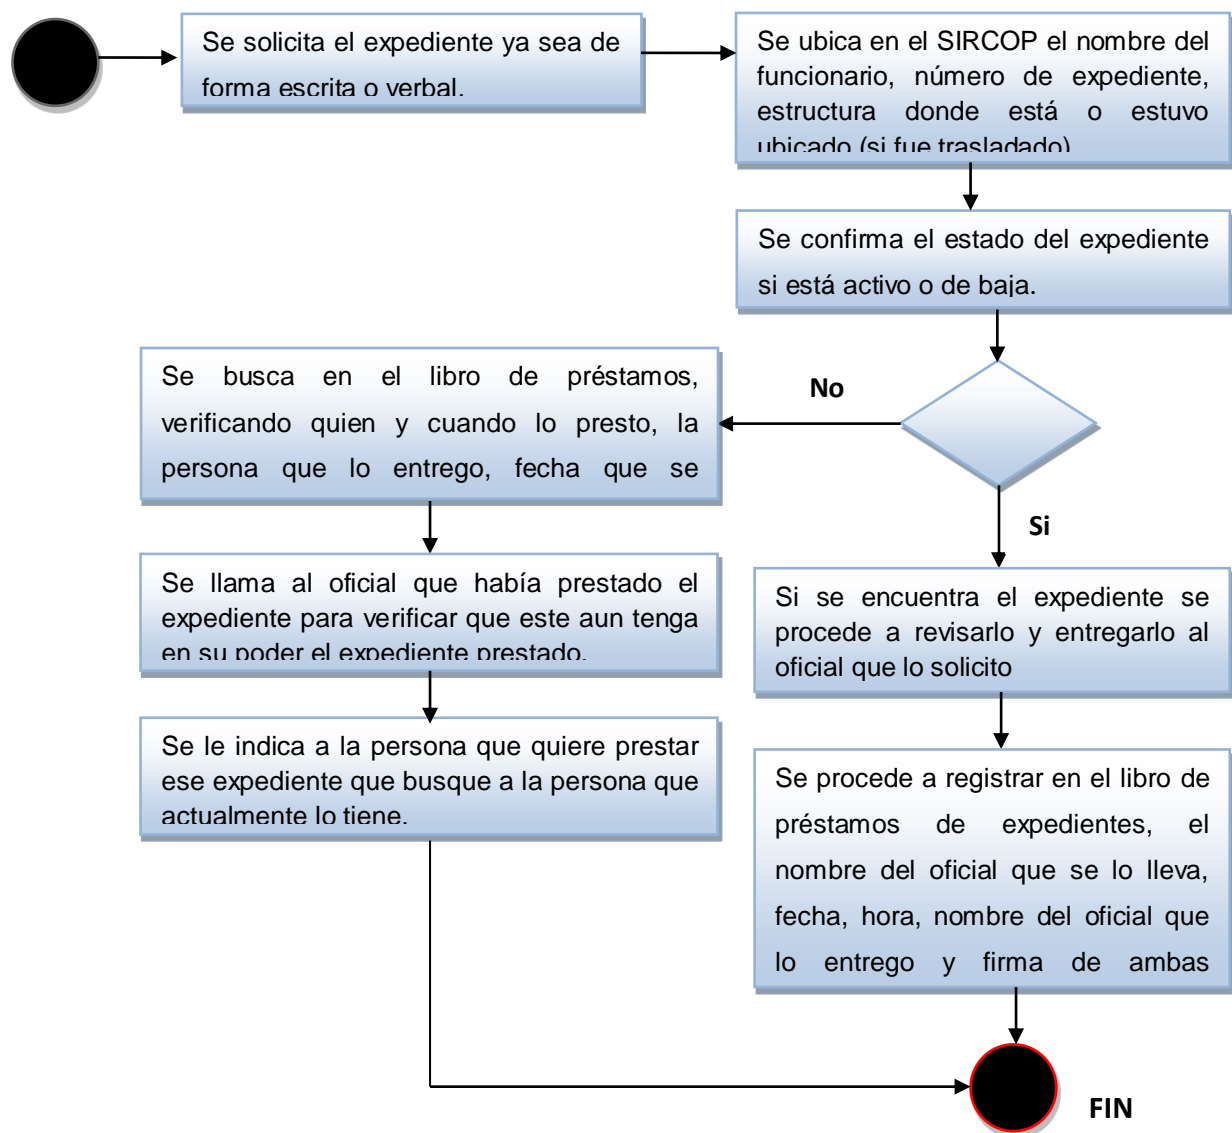 Se solicita el expediente ya sea de
forma escrita o verbal.
Se ubica en el SIRCOP el nombre del
funcionario, número de expediente,
estructura donde está o estuvo
ubicado (si fue trasladado)
Se confirma el estado del expediente
si está activo o de baja.
No
Se busca en el libro de préstamos,
verificando quien y cuando lo presto, la
persona que lo entrego, fecha que se
Si
Se llama al oficial que había prestado el
expediente para verificar que este aun tenga
en su poder el expediente prestado.
Si se encuentra el expediente se
procede a revisarlo y entregarlo al
oficial que lo solicito
Se le indica a la persona que quiere prestar
ese expediente que busque a la persona que
actualmente lo tiene.
Se procede a registrar en el libro de
préstamos de expedientes, el
nombre del oficial que se lo lleva,
fecha, hora, nombre del oficial que
lo entrego y firma de ambas
FIN